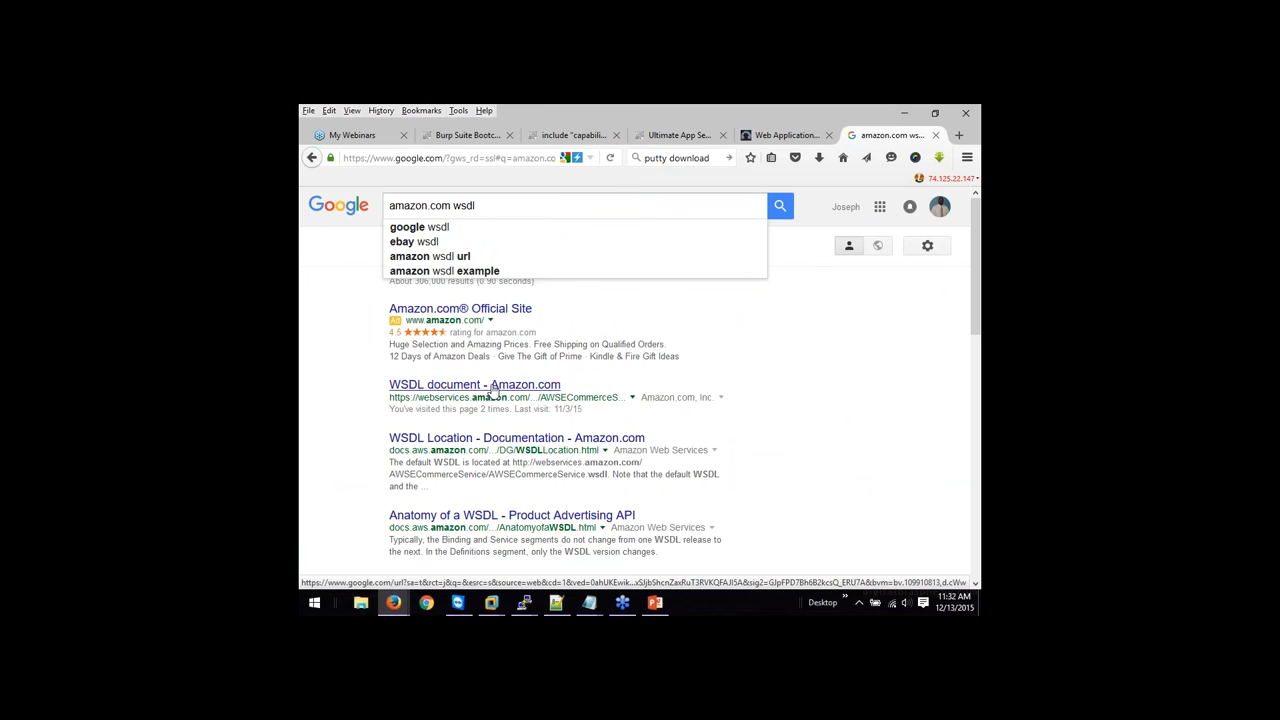 File Edit View History Bookmarks Tools Help
My Webinars Burp Suite Bootc... include "capabili... Ultimate App Se... Web Application... amazon.com ws...
https://www.google.com/?gws_rd=ssl#q=amazon.co putty download
74.125.22.147
Google amazon.com wsdl Joseph
google wsdl
ebay wsdl
amazon wsdl url
amazon wsdl example
About 306,000 results (0.90 seconds)
Amazon.com® Official Site
Ad www.amazon.com/
4.5 rating for amazon.com
Huge Selection and Amazing Prices. Free Shipping on Qualified Orders.
12 Days of Amazon Deals · Give The Gift of Prime · Kindle & Fire Gift Ideas
WSDL document - Amazon.com
https://webservices.amazon.com/.../AWSECommerceS... Amazon.com, Inc.
You've visited this page 2 times. Last visit: 11/3/15
WSDL Location - Documentation - Amazon.com
docs.aws.amazon.com/.../DG/WSDLLocation.html Amazon Web Services
The default WSDL is located at http://webservices.amazon.com/
AWSECommerceService/AWSECommerceService.wsdl. Note that the default WSDL
and the ...
Anatomy of a WSDL - Product Advertising API
docs.aws.amazon.com/.../AnatomyofaWSDL.html Amazon Web Services
Typically, the Binding and Service segments do not change from one WSDL release to
the next. In the Definitions segment, only the WSDL version changes.
Desktop 11:32 AM
12/13/2015